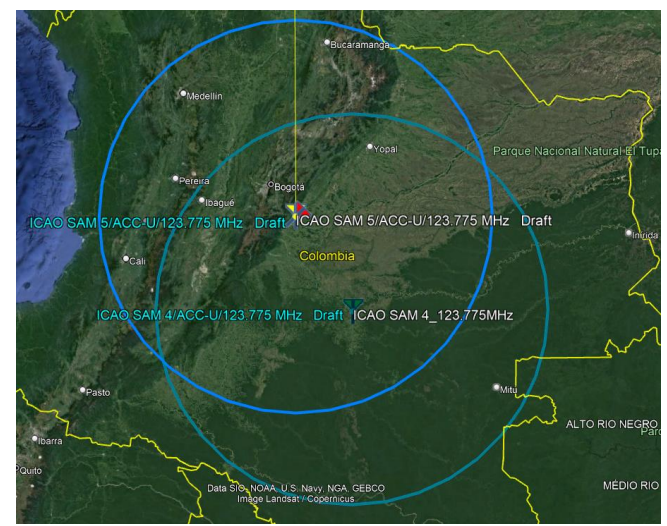 Bucaramanga
Medellin
Yopal
Parque Nacional Natural El Tupa
Pereira
Bogotá
Ibagué
ICAO SAM 5/ACC-U/123.775 MHz Draft
ICAO SAM 5/ACC-U/123.775 MHz Draft
Inirida
Colombia
Cali
ICAO SAM 4/ACC-U/123.775 MHz Draft
ICAO SAM 4_123.775MHz
Mitu
Pasto
ALTO RIO NEGRO
Ibarra
Quito
MÉDIO RIO
Data SIO, NOAA, U.S. Navy, NGA, GEBCO
Image Landsat / Copernicus